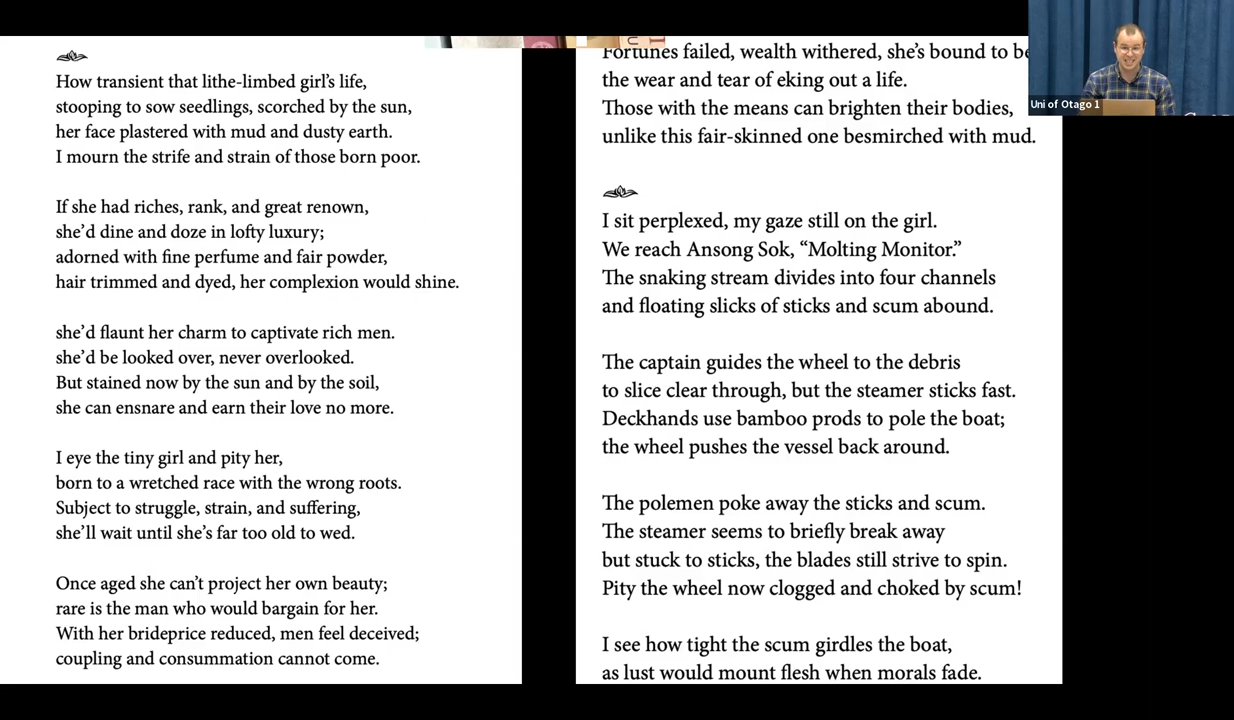 How transient that lithe-limbed girl's life,
stooping to sow seedlings, scorched by the sun,
her face plastered with mud and dusty earth.
I mourn the strife and strain of those born poor.
If she had riches, rank, and great renown,
she'd dine and doze in lofty luxury;
adorned with fine perfume and fair powder,
hair trimmed and dyed, her complexion would shine.
she'd flaunt her charm to captivate rich men.
she'd be looked over, never overlooked.
But stained now by the sun and by the soil,
she can ensnare and earn their love no more.
I eye the tiny girl and pity her,
born to a wretched race with the wrong roots.
Subject to struggle, strain, and suffering,
she'll wait until she's far too old to wed.
Once aged she can't project her own beauty;
rare is the man who would bargain for her.
With her brideprice reduced, men feel deceived;
coupling and consummation cannot come.
Fortunes failed, wealth withered, she's bound to be
the wear and tear of eking out a life.
Those with the means can brighten their bodies,
unlike this fair-skinned one besmirched with mud.
I sit perplexed, my gaze still on the girl.
We reach Ansong Sok, “Molting Monitor.”
The snaking stream divides into four channels
and floating slicks of sticks and scum abound.
The captain guides the wheel to the debris
to slice clear through, but the steamer sticks fast.
Deckhands use bamboo prods to pole the boat;
the wheel pushes the vessel back around.
The polemen poke away the sticks and scum.
The steamer seems to briefly break away
but stuck to sticks, the blades still strive to spin.
Pity the wheel now clogged and choked by scum!
I see how tight the scum girdles the boat,
as lust would mount flesh when morals fade.
Uni of Otago 1